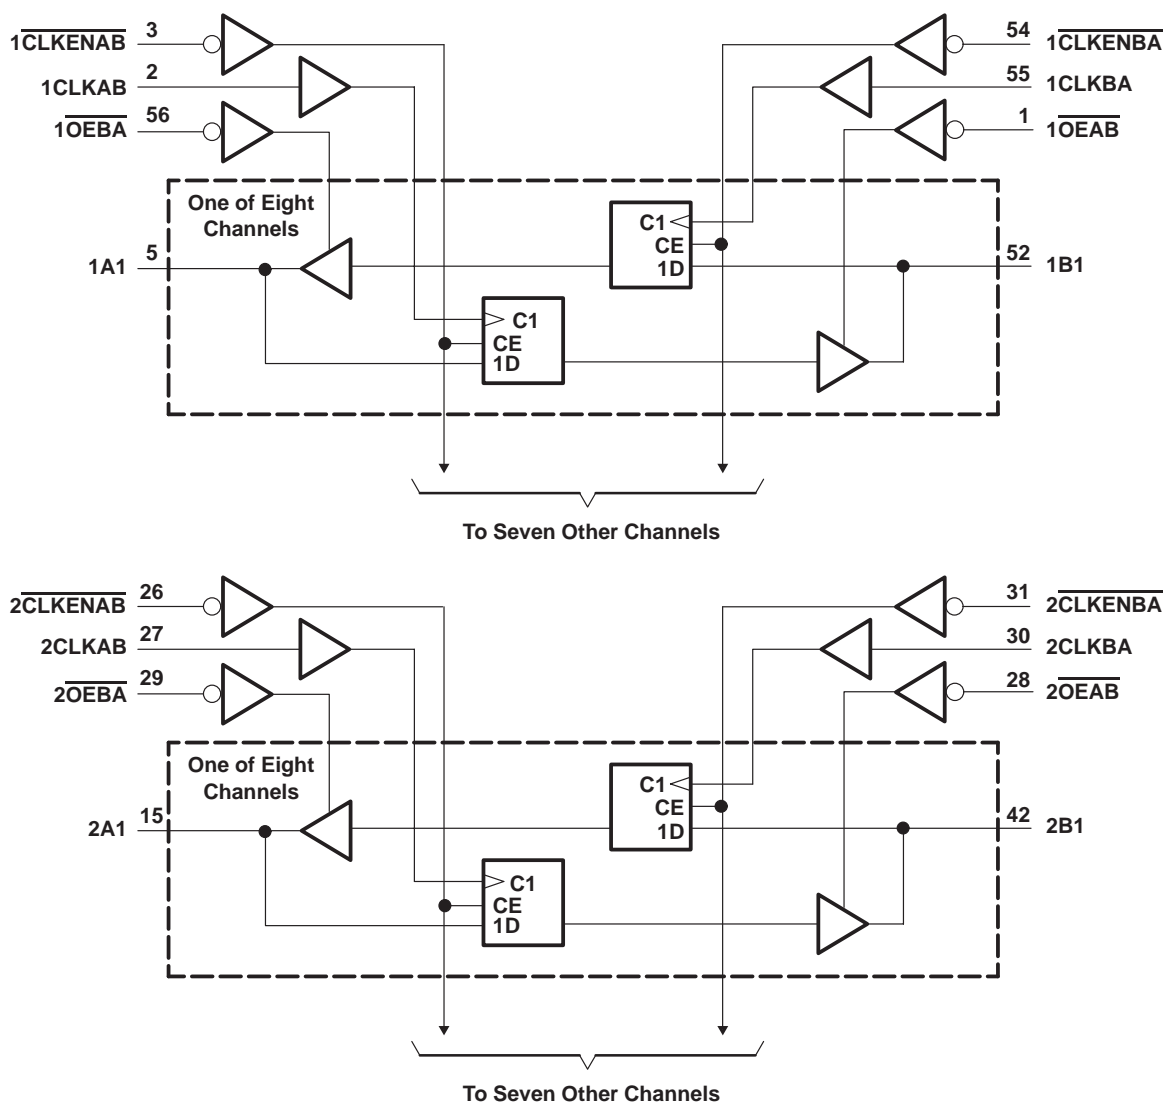 1CLKENAB 3
54 1CLKENBA
1CLKAB 2
55 1CLKBA
1OEBA 56
1 1OEAB
One of Eight
Channels
C1
CE
1D
1A1 5
52 1B1
C1
CE
1D
To Seven Other Channels
2CLKENAB 26
31 2CLKENBA
2CLKAB 27
30 2CLKBA
2OEBA 29
28 2OEAB
One of Eight
Channels
C1
CE
1D
2A1 15
42 2B1
C1
CE
1D
To Seven Other Channels